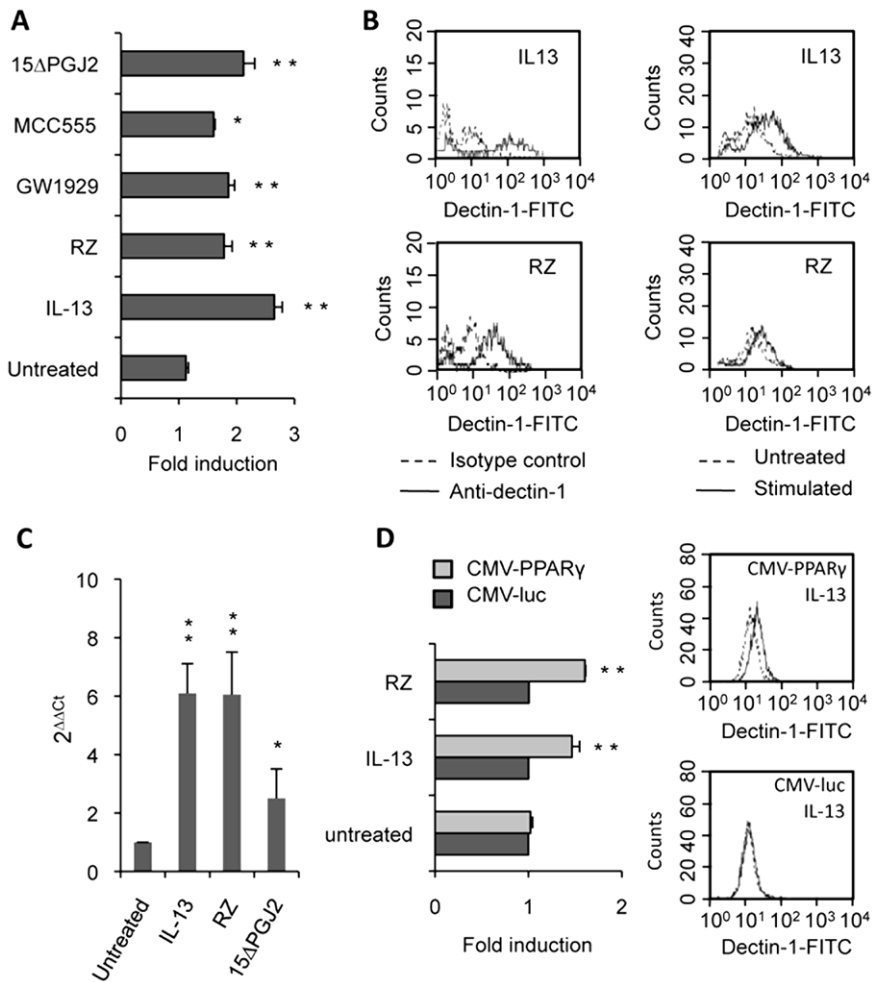 A
15ΔPGJ2
* *
MCC555
*
GW1929
* *
RZ
* *
IL-13
* *
Untreated
0 1 2 3
Fold induction
B
IL13
Counts
0 5 10 15 20
10⁰ 10¹ 10² 10³ 10⁴
Dectin-1-FITC
IL13
Counts
0 10 20 30 40
10⁰ 10¹ 10² 10³ 10⁴
Dectin-1-FITC
RZ
Counts
0 5 10 15 20
10⁰ 10¹ 10² 10³ 10⁴
Dectin-1-FITC
RZ
Counts
0 10 20 30 40
10⁰ 10¹ 10² 10³ 10⁴
Dectin-1-FITC
Isotype control
Anti-dectin-1
Untreated
Stimulated
C
10
8
6
4
2
0
2^ΔΔCt
* *
* *
*
Untreated
IL-13
RZ
15ΔPGJ2
D
CMV-PPARγ
CMV-luc
RZ
* *
IL-13
* *
untreated
0 1 2
Fold induction
CMV-PPARγ
IL-13
Counts
0 20 40 60 80
10⁰ 10¹ 10² 10³ 10⁴
Dectin-1-FITC
CMV-luc
IL-13
Counts
0 20 40 60 80
10⁰ 10¹ 10² 10³ 10⁴
Dectin-1-FITC